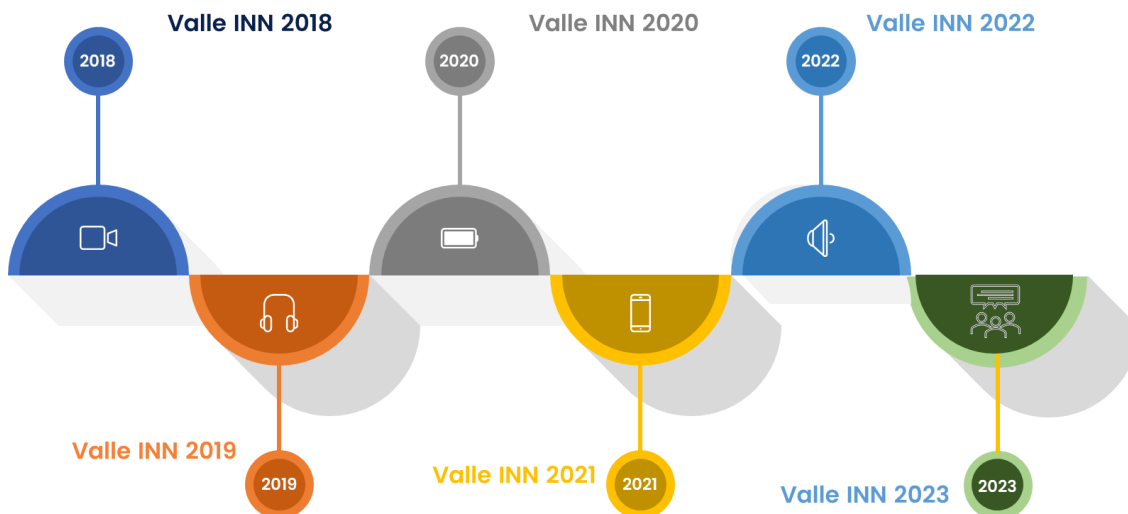 Valle INN 2018
Valle INN 2020
Valle INN 2022
2018
2020
2022
Valle INN 2019
Valle INN 2021
Valle INN 2023
2019
2021
2023